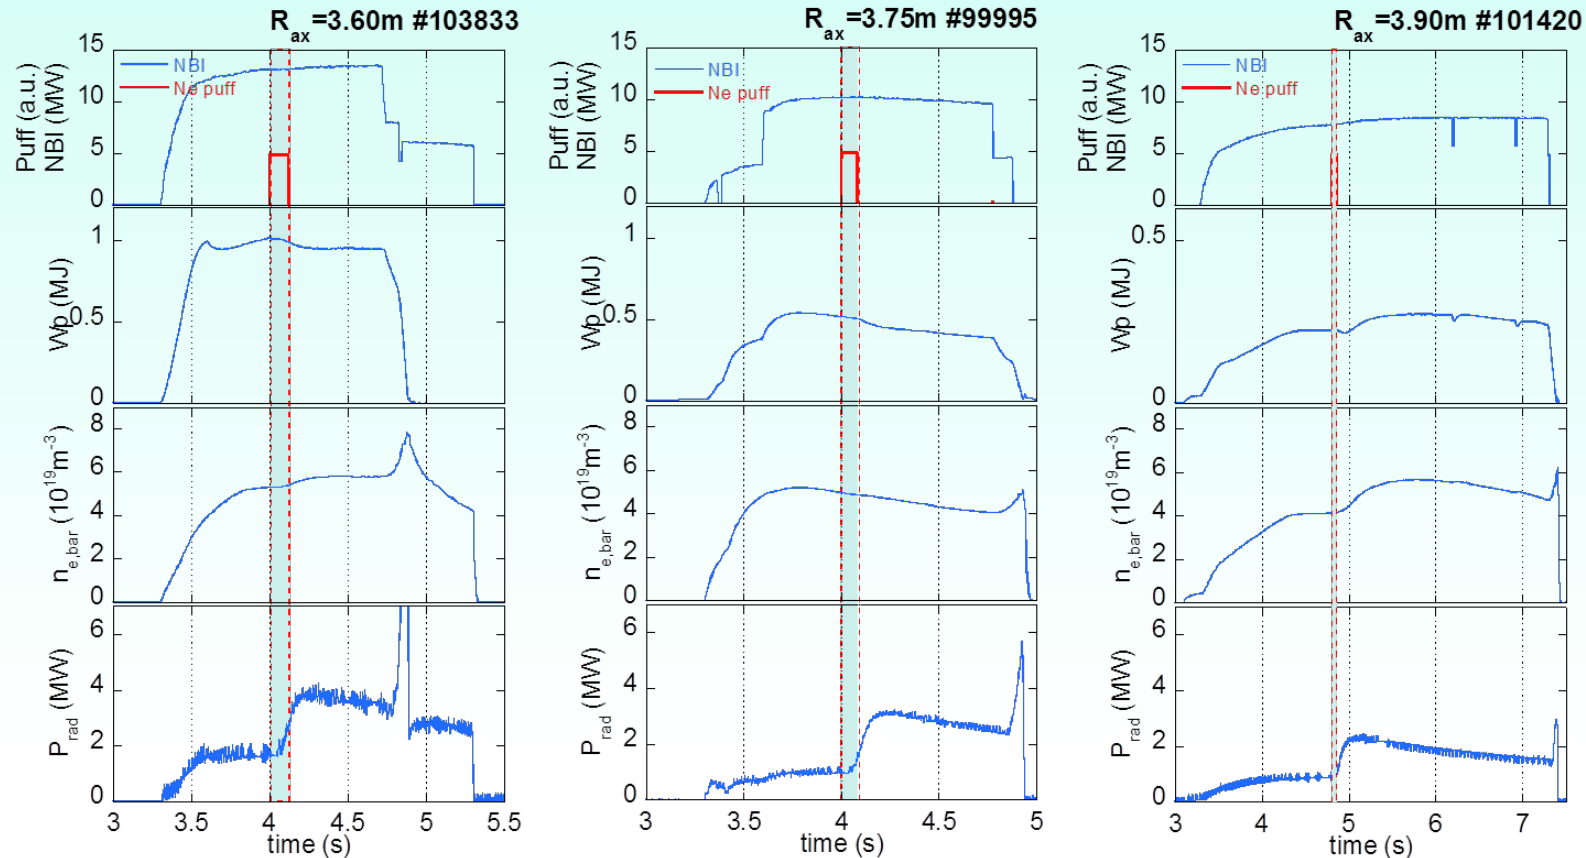 R_ax=3.60m #103833
Puff (a.u.)
NBI (MW)
15
10
5
0
NBI
Ne puff
Wp (MJ)
1
0.5
0
n_e,bar (10^19 m^-3)
8
6
4
2
0
P_rad (MW)
6
4
2
0
3 3.5 4 4.5 5 5.5
time (s)
R_ax=3.75m #99995
Puff (a.u.)
NBI (MW)
15
10
5
0
NBI
Ne puff
Wp (MJ)
1
0.5
0
n_e,bar (10^19 m^-3)
8
6
4
2
0
P_rad (MW)
6
4
2
0
3 3.5 4 4.5 5
time (s)
R_ax=3.90m #101420
Puff (a.u.)
NBI (MW)
15
10
5
0
NBI
Ne puff
Wp (MJ)
0.5
0
n_e,bar (10^19 m^-3)
8
6
4
2
0
P_rad (MW)
6
4
2
0
3 4 5 6 7
time (s)